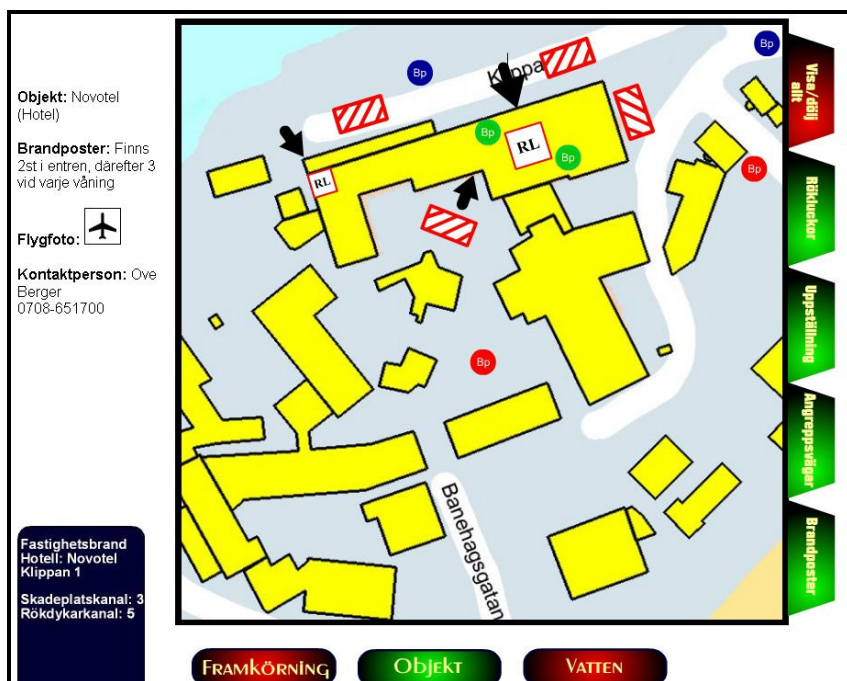 Objekt: Novotel
(Hotel)
Brandposter: Finns
2st i entren, därefter 3
vid varje våning
Flygfoto:
Kontaktperson: Ove
Berger
0708-651700
Fastighetsbrand
Hotell: Novotel
Klippan 1
Skadeplatskanal: 3
Rökdykarkanal: 5
Bp
Bp
Klippa
Bp
RL
Bp
Bp
RL
Bp
Banehagsgatan
Visa/dölj
allt
Rökluckor
Uppställning
Angreppsvägar
Brandposter
Framkörning
Objekt
Vatten